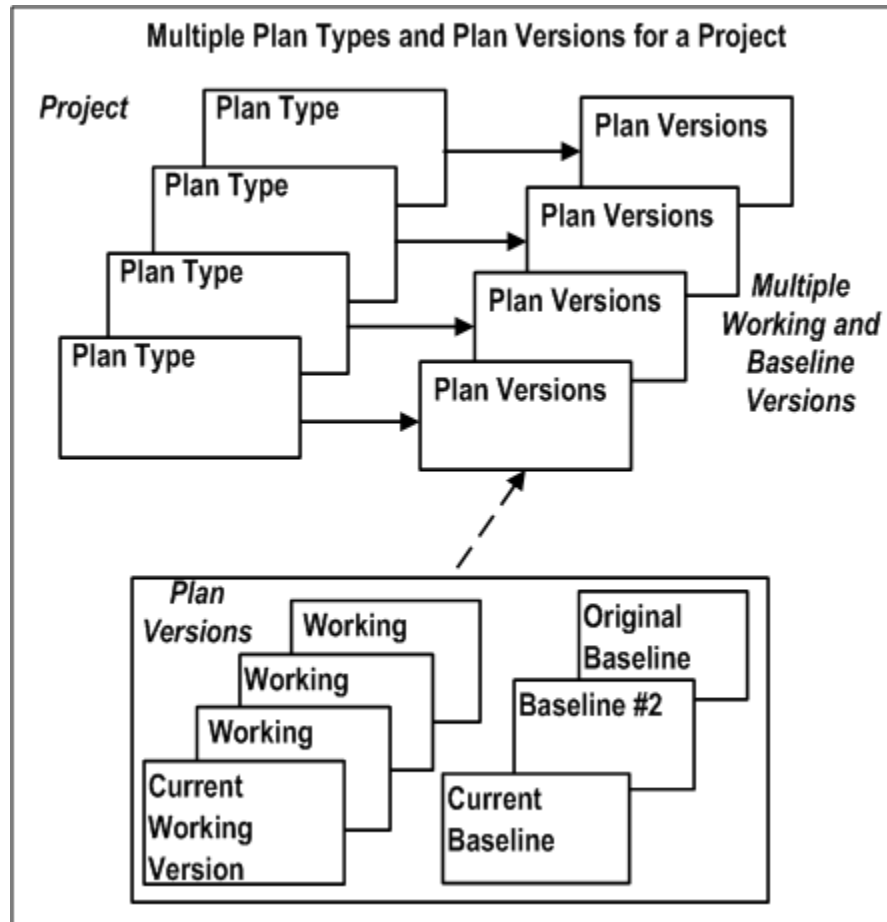 Multiple Plan Types and Plan Versions for a Project
Project
Plan Type
Plan Type
Plan Type
Plan Type
Plan Versions
Plan Versions
Plan Versions
Plan Versions
Multiple
Working and
Baseline
Versions
Plan
Versions
Working
Working
Working
Current
Working
Version
Original
Baseline
Baseline #2
Current
Baseline